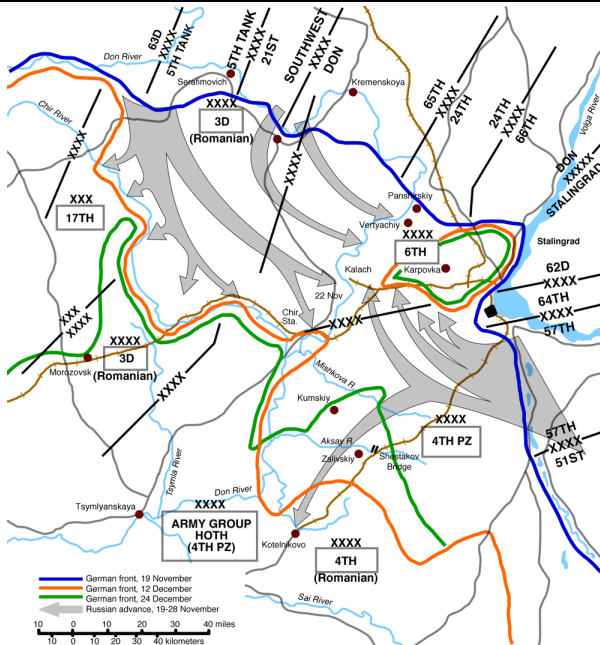 63D
XXXX
5TH TANK
5TH TANK
XXXX
21ST
SOUTHWEST
XXXX
DON
Don River
Serafimovich
Kremenskoya
65TH
XXXX
24TH
24TH
XXXX
66TH
Volga River
Chir River
XXXX
XXXX
3D
(Romanian)
XXXX
DON
XXXXX
STALINGRAD
Panshirskiy
XXX
17TH
Vertyachiy
XXXX
6TH
Stalingrad
Karpovka
Kalach
62D
XXXX
64TH
XXXX
57TH
22 Nov
Chir
Sta.
XXXX
XXX
XXXX
XXXX
3D
(Romanian)
Morozovsk
XXXX
Mishkova R.
Kumskiy
XXXX
4TH PZ
57TH
XXXX
51ST
Aksay R.
Zalivskiy
Shestakov
Bridge
Tsymla River
Don River
Tsymlyanskaya
XXXX
ARMY GROUP
HOTH
(4TH PZ)
Kotelnikovo
XXXX
4TH
(Romanian)
Sai River
German front, 19 November
German front, 12 December
German front, 24 December
Russian advance, 19-28 November
10 0 10 20 30 40 miles
10 0 10 20 30 40 kilometers